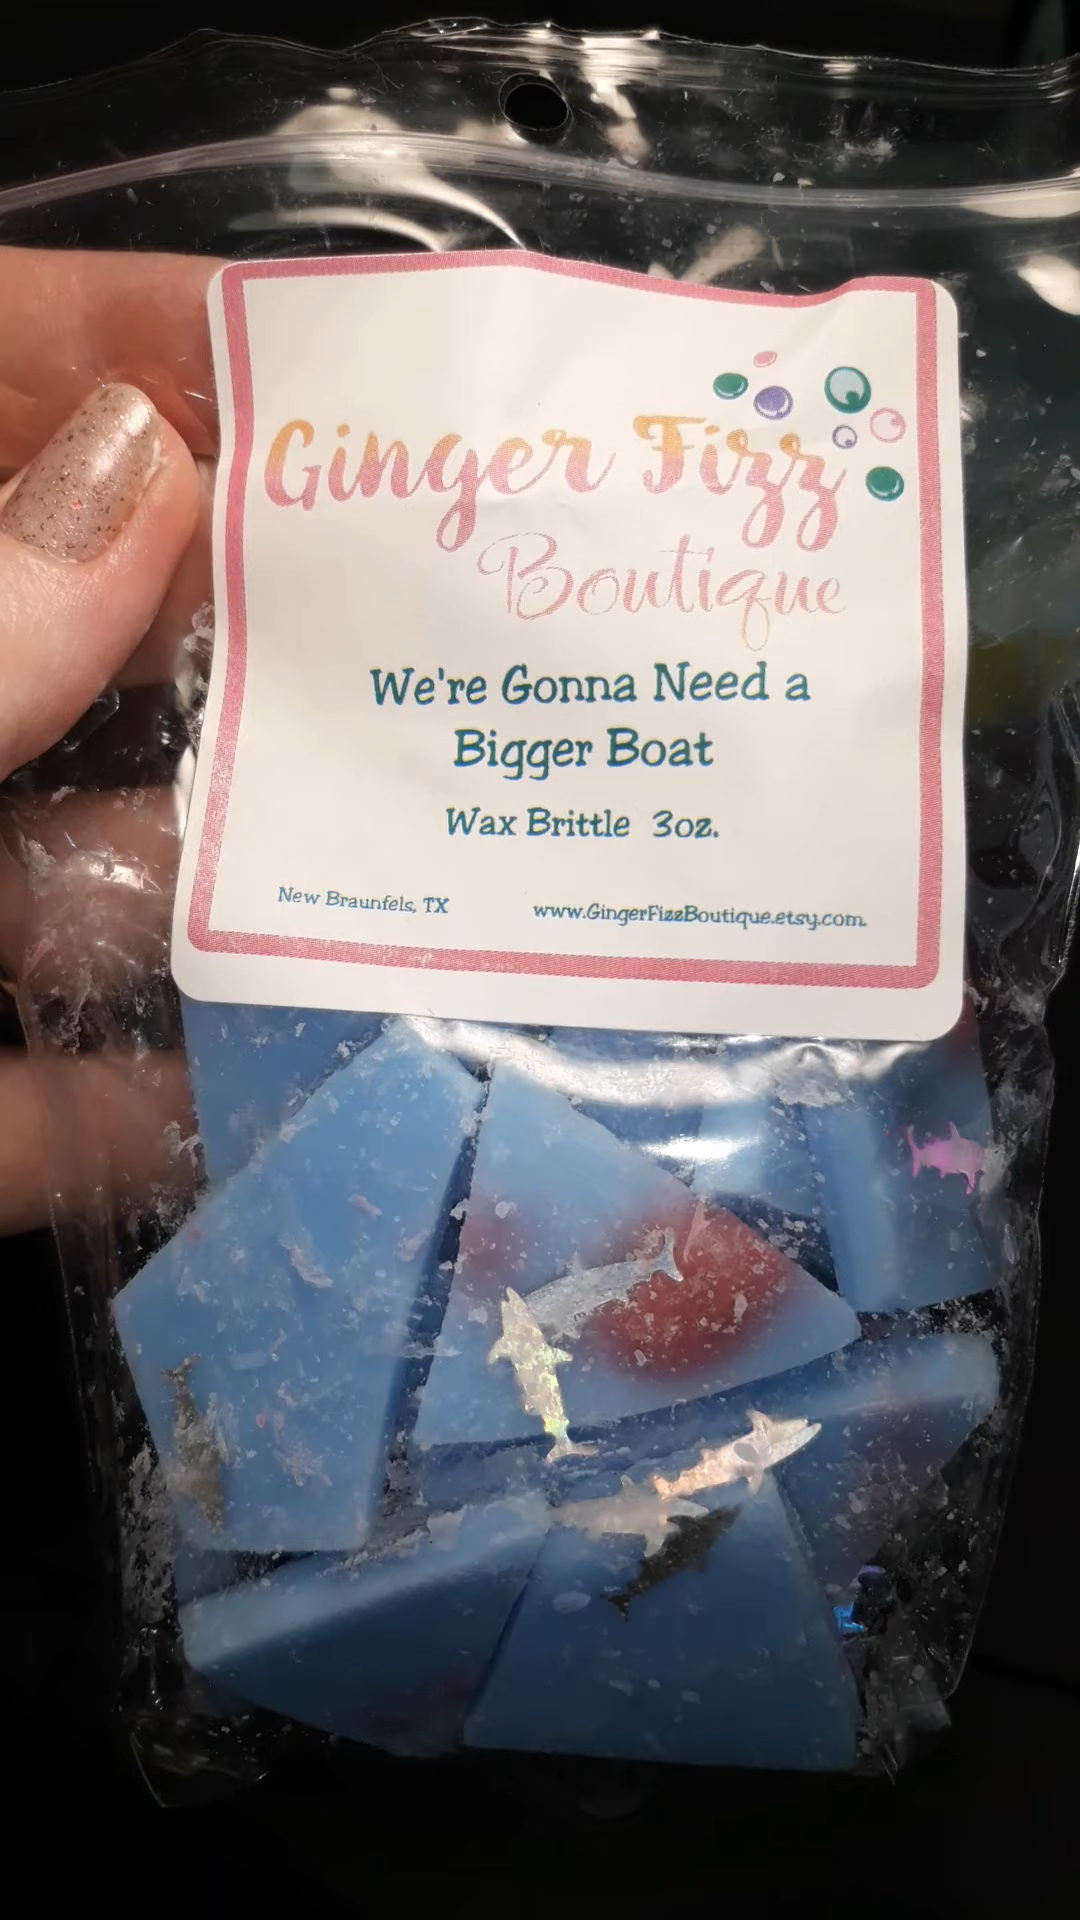 Ginger Fizz
Boutique
We're Gonna Need a
Bigger Boat
Wax Brittle 3oz.
New Braunfels, TX www.GingerFizzBoutique.etsy.com